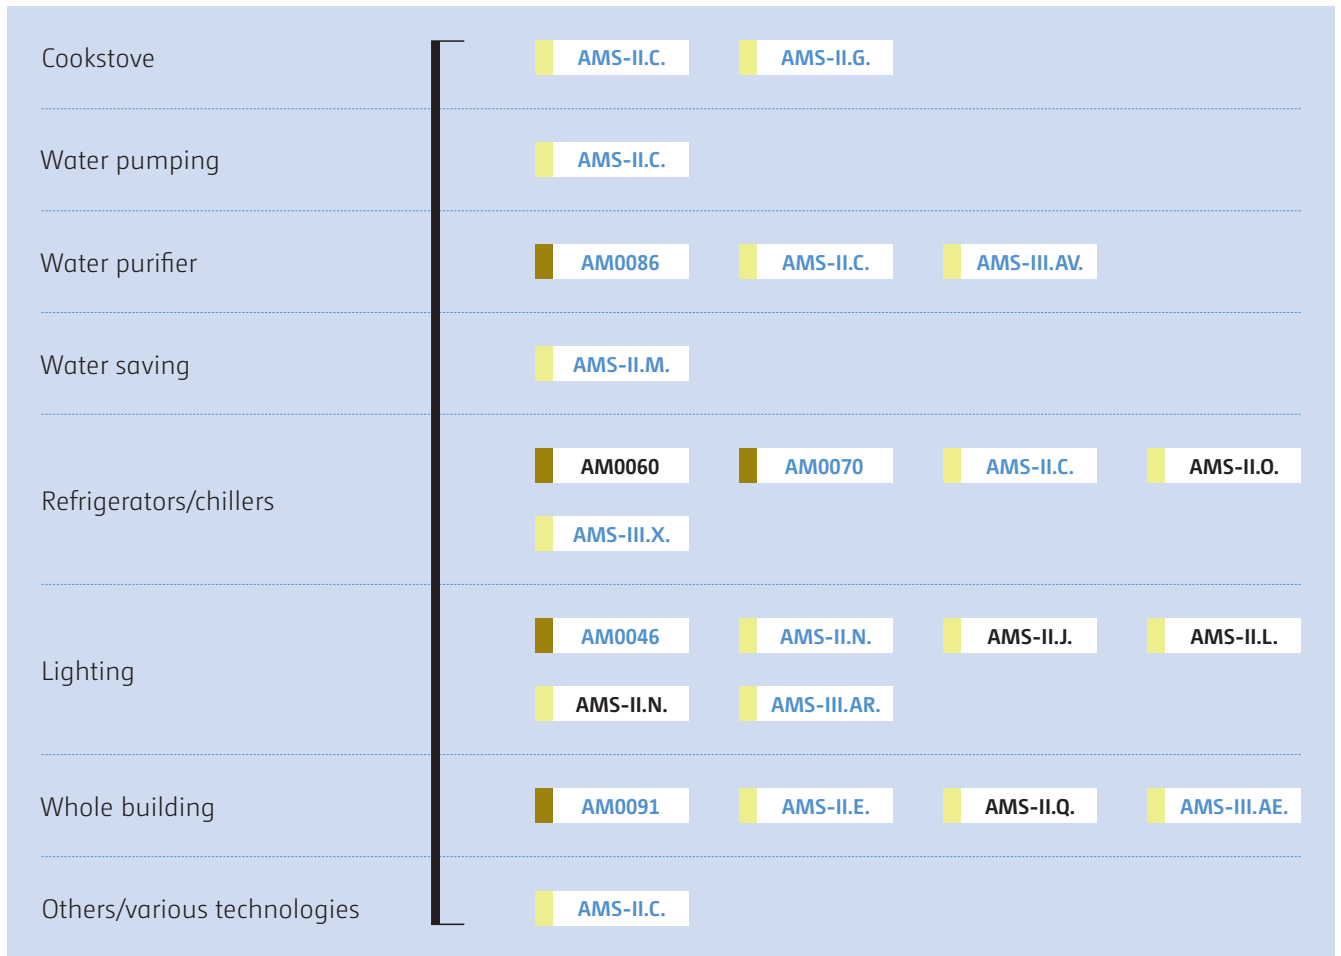 Cookstove AMS-II.C. AMS-II.G.
Water pumping AMS-II.C.
Water purifier AM0086 AMS-II.C. AMS-III.AV.
Water saving AMS-II.M.
Refrigerators/chillers
AM0060 AM0070 AMS-II.C. AMS-II.O.
AMS-III.X.
Lighting
AM0046 AMS-II.N. AMS-II.J. AMS-II.L.
AMS-II.N. AMS-III.AR.
Whole building AM0091 AMS-II.E. AMS-II.Q. AMS-III.AE.
Others/various technologies AMS-II.C.